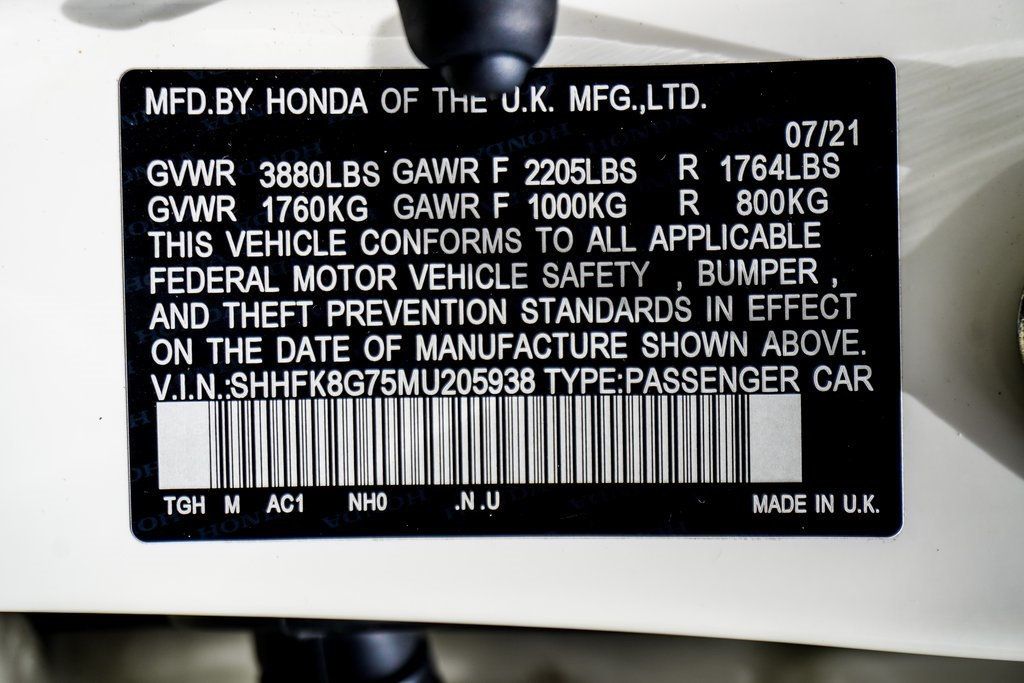 MFD.BY HONDA OF THE U.K. MFG.,LTD.
07/21
GVWR 3880LBS GAWR F 2205LBS R 1764LBS
GVWR 1760KG GAWR F 1000KG R 800KG
THIS VEHICLE CONFORMS TO ALL APPLICABLE
FEDERAL MOTOR VEHICLE SAFETY , BUMPER ,
AND THEFT PREVENTION STANDARDS IN EFFECT
ON THE DATE OF MANUFACTURE SHOWN ABOVE.
V.I.N.:SHHFK8G75MU205938 TYPE:PASSENGER CAR
TGH M AC1 NH0 .N .U MADE IN U.K.